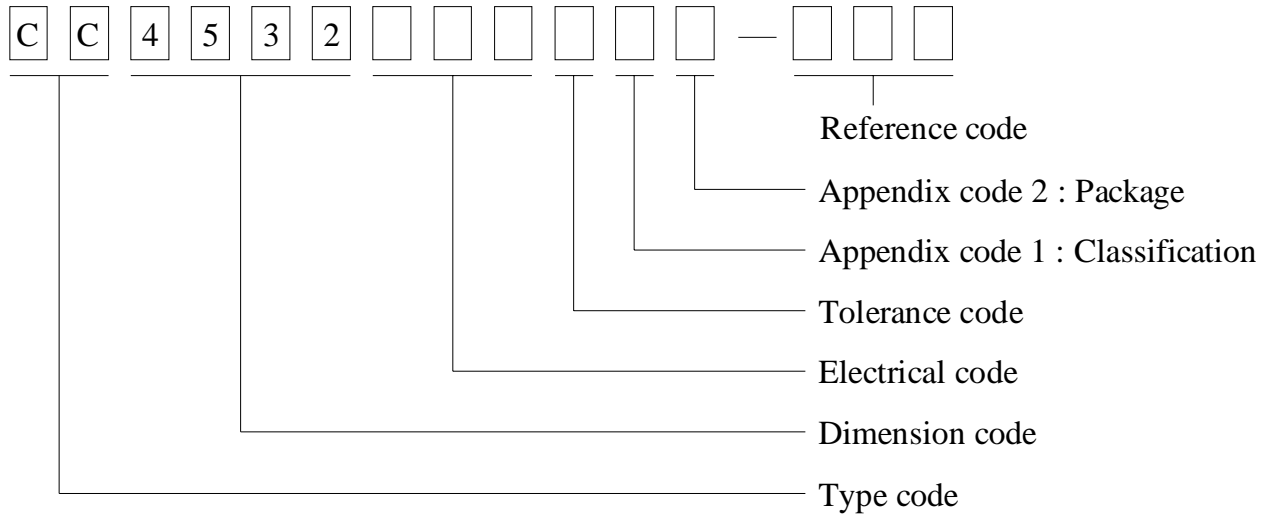 C C 4 5 3 2 —
Reference code
Appendix code 2 : Package
Appendix code 1 : Classification
Tolerance code
Electrical code
Dimension code
Type code